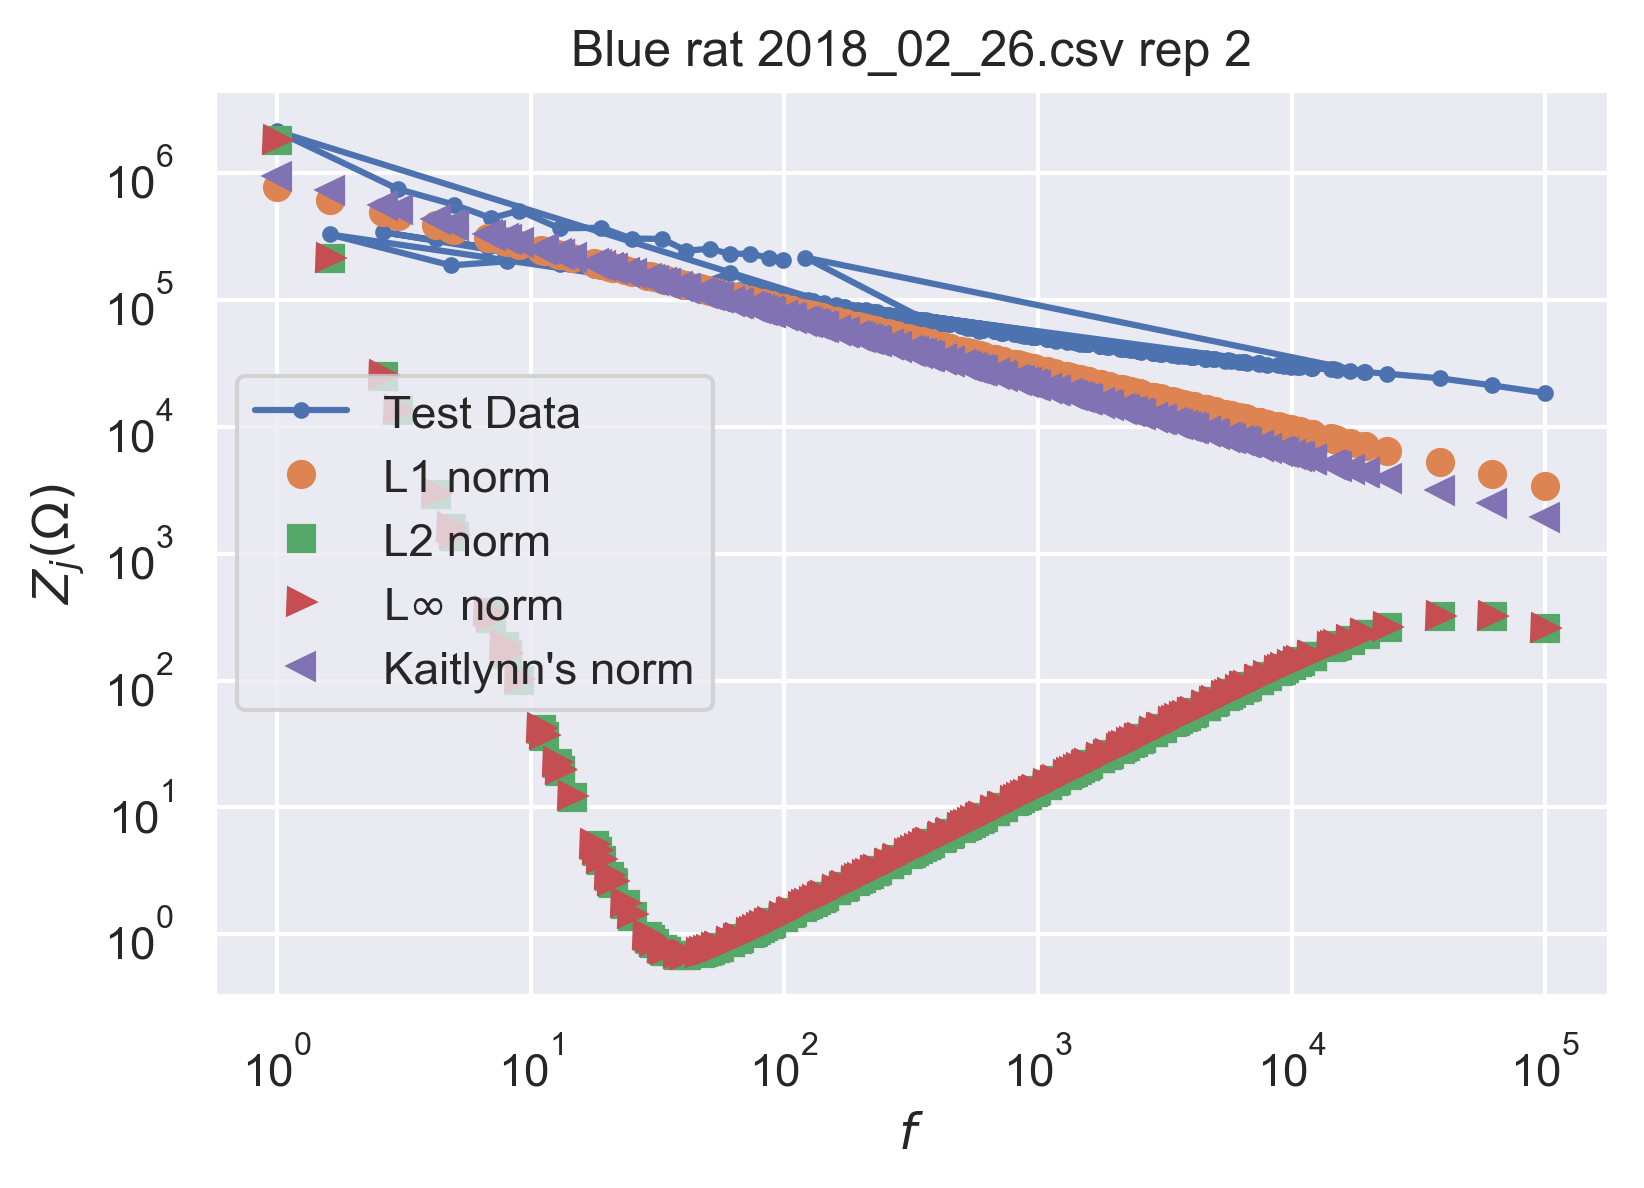 Blue rat 2018_02_26.csv rep 2
Z_j(Ω)
10^6
10^5
10^4
10^3
10^2
10^1
10^0
Test Data
L1 norm
L2 norm
L∞ norm
Kaitlynn's norm
10^0 10^1 10^2 10^3 10^4 10^5
f